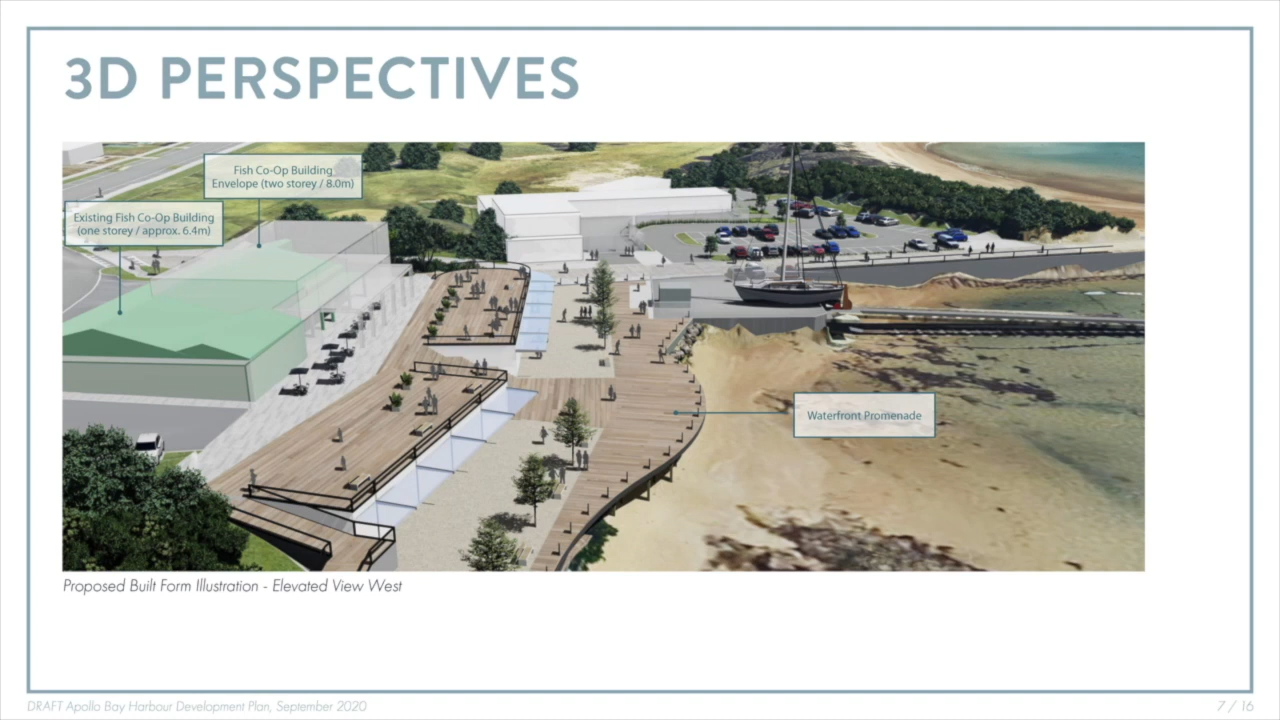 3D PERSPECTIVES
Fish Co-Op Building
Envelope (two storey / 8.0m)
Existing Fish Co-Op Building
(one storey / approx. 6.4m)
Waterfront Promenade
Proposed Built Form Illustration - Elevated View West
DRAFT Apollo Bay Harbour Development Plan, September 2020
7 / 16